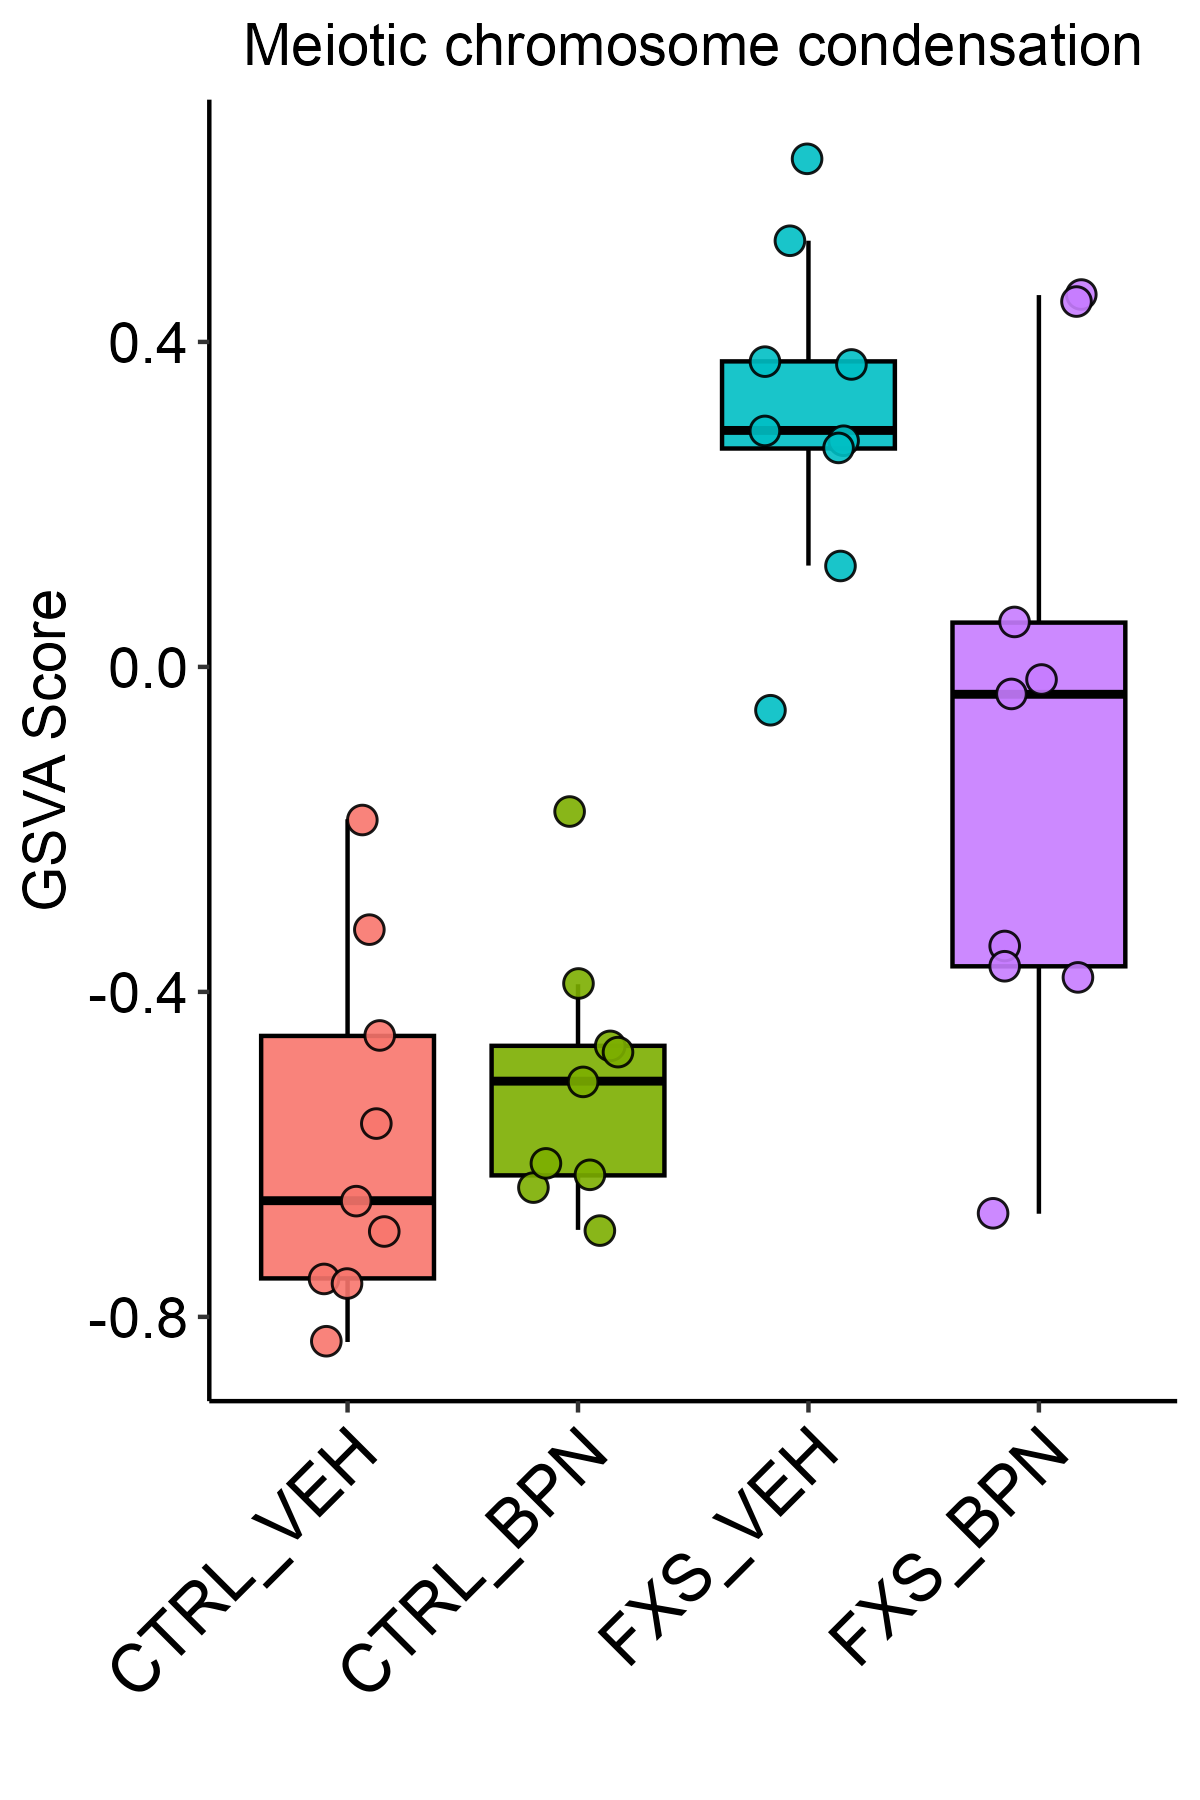 Meiotic chromosome condensation
GSVA Score
0.4
0.0
-0.4
-0.8
CTRL_VEH
CTRL_BPN
FXS_VEH
FXS_BPN